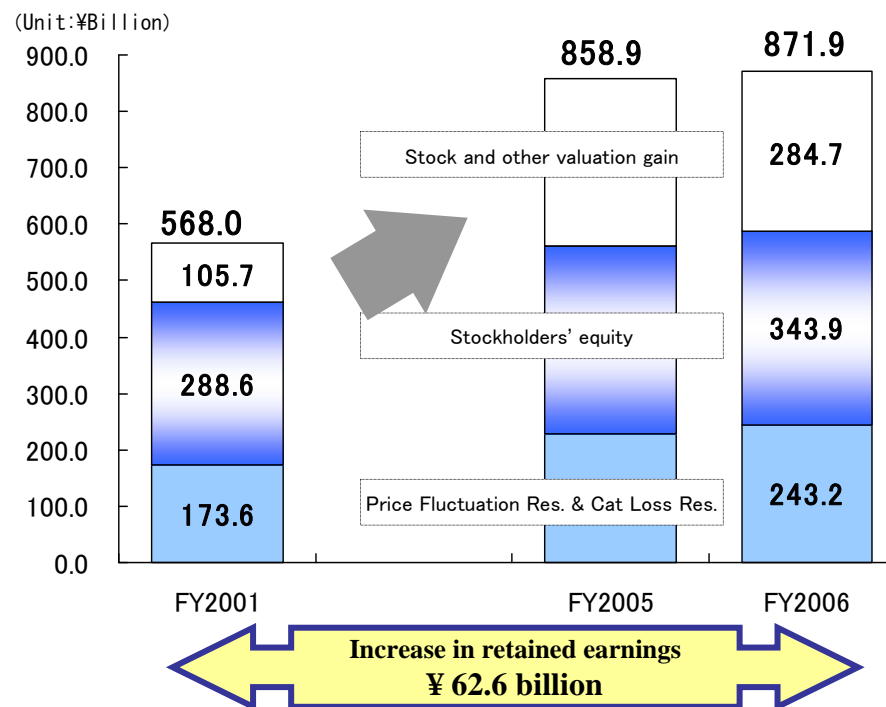 (Unit:¥Billion)
900.0
800.0
700.0
600.0
500.0
400.0
300.0
200.0
100.0
0.0
568.0
105.7
288.6
173.6
858.9
871.9
284.7
343.9
243.2
Stock and other valuation gain
Stockholders' equity
Price Fluctuation Res. & Cat Loss Res.
FY2001
FY2005
FY2006
Increase in retained earnings
¥ 62.6 billion